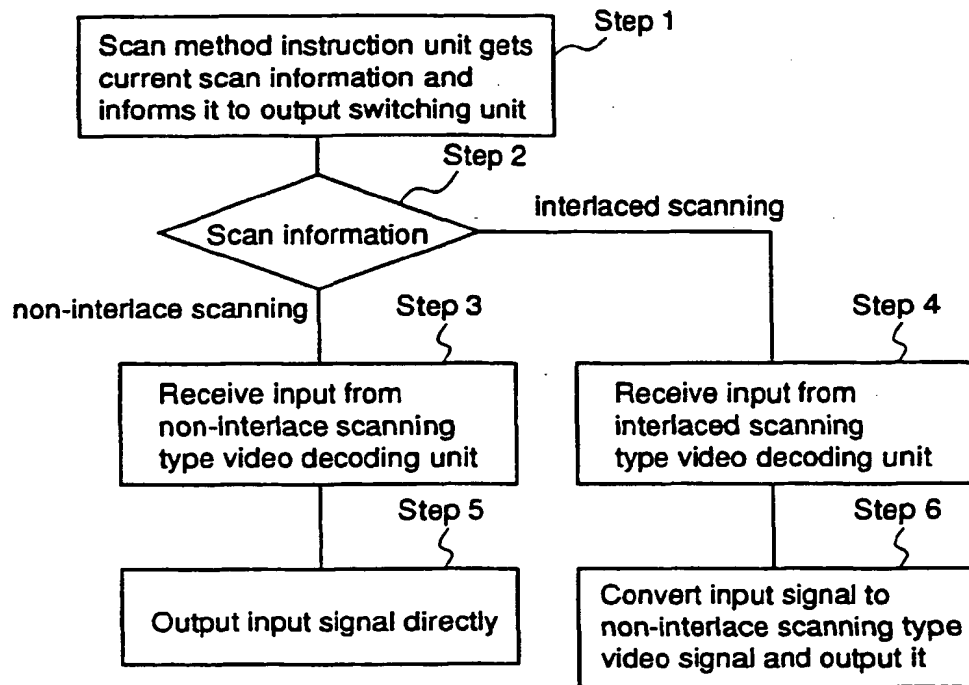 Step 1
Scan method instruction unit gets
current scan information and
informs it to output switching unit
Step 2
Scan information
interlaced scanning
non-interlace scanning
Step 3
Receive input from
non-interlace scanning
type video decoding unit
Step 4
Receive input from
interlaced scanning
type video decoding unit
Step 5
Output input signal directly
Step 6
Convert input signal to
non-interlace scanning type
video signal and output it